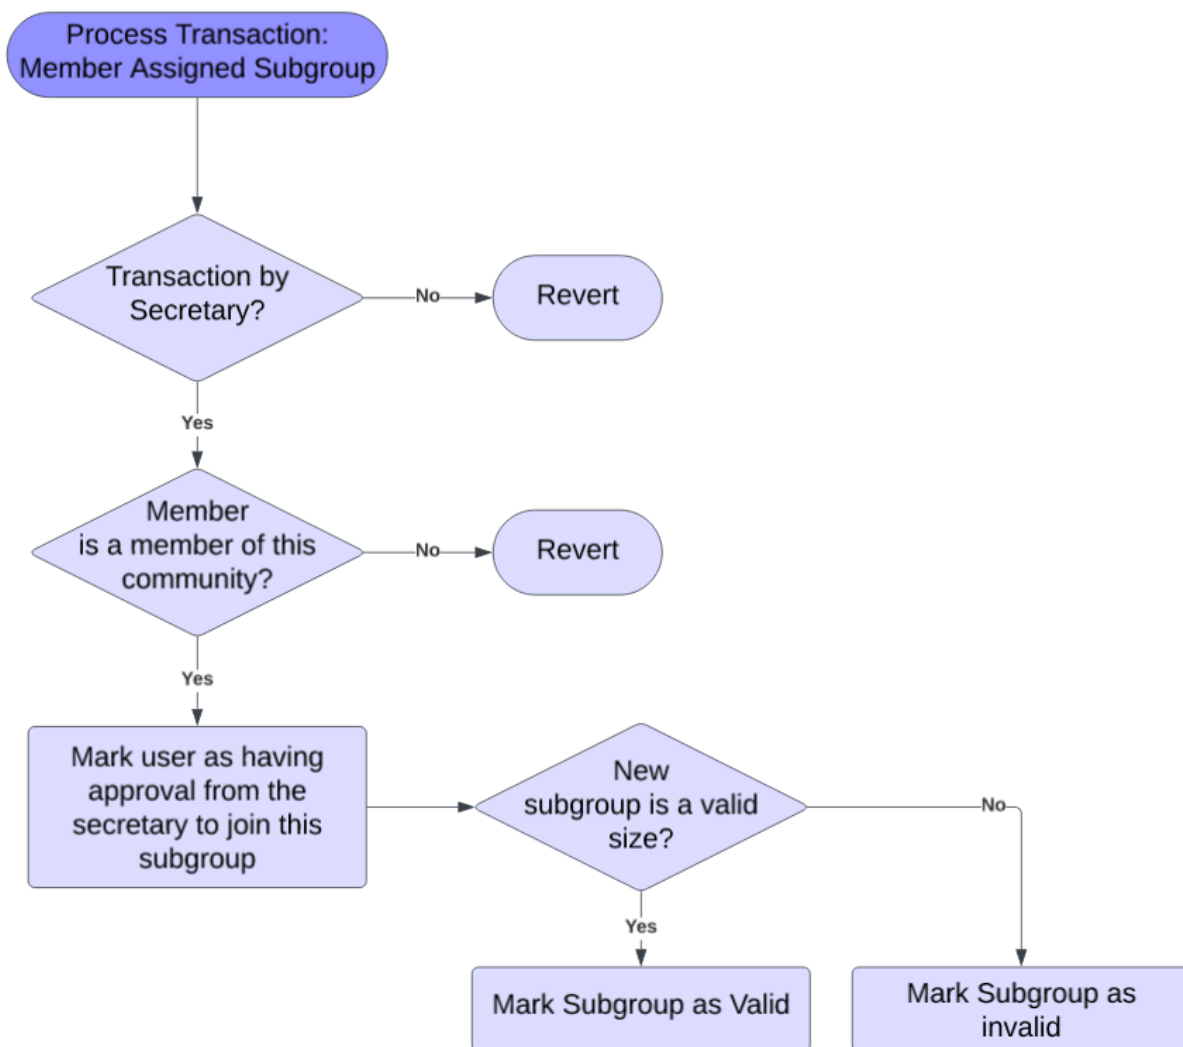 Process Transaction:
Member Assigned Subgroup
Transaction by
Secretary?
No
Revert
Yes
Member
is a member of this
community?
No
Revert
Yes
Mark user as having
approval from the
secretary to join this
subgroup
New
subgroup is a valid
size?
No
Yes
Mark Subgroup as Valid
Mark Subgroup as
invalid